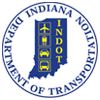 INDIANA
DEPARTMENT OF TRANSPORTATION
INDOT